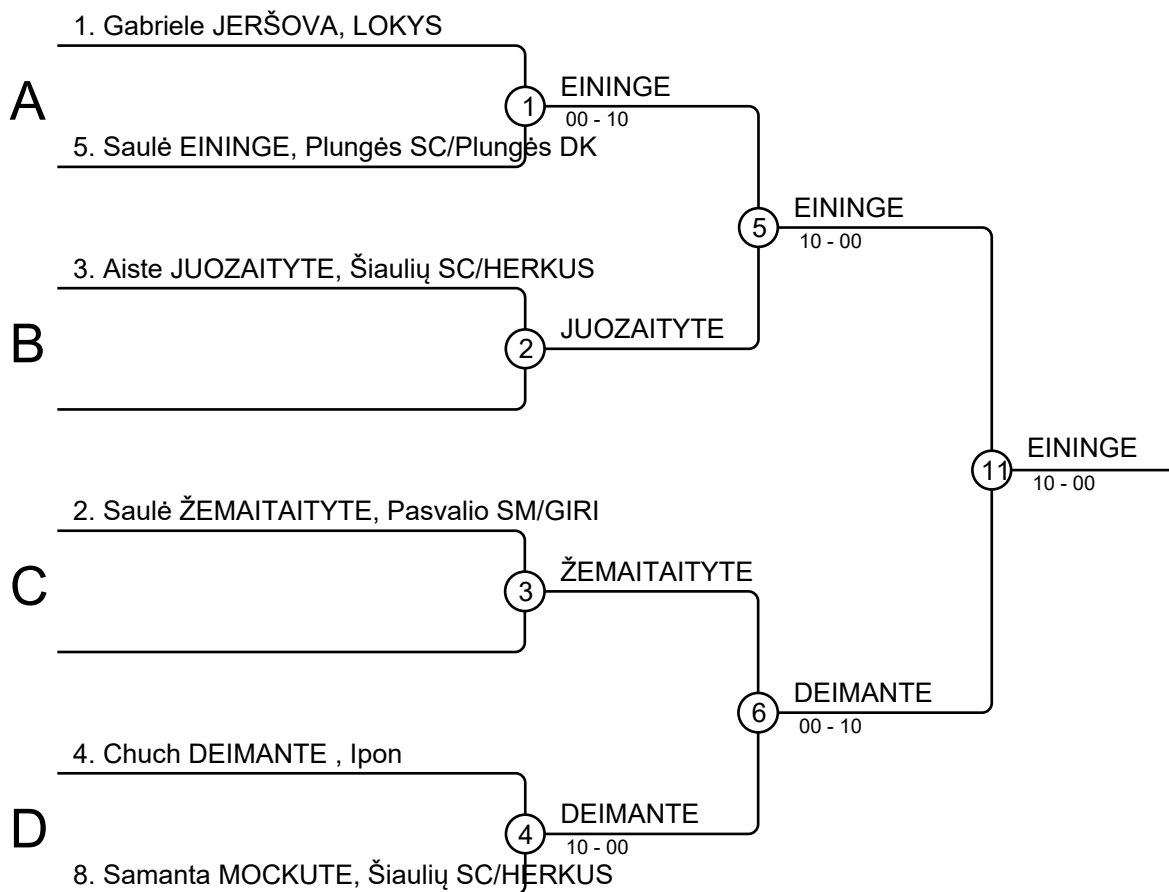 1. Gabriele JERŠOVA, LOKYS
A
1
EININGE
00 - 10
5. Saulė EININGE, Plungės SC/Plungės DK
5
EININGE
10 - 00
3. Aiste JUOZAITYTE, Šiaulių SC/HERKUS
B
2
JUOZAITYTE
11
EININGE
10 - 00
2. Saulė ŽEMAITAITYTE, Pasvalio SM/GIRI
C
3
ŽEMAITAITYTE
6
DEIMANTE
00 - 10
4. Chuch DEIMANTE , Ipon
D
4
DEIMANTE
10 - 00
8. Samanta MOCKUTE, Šiaulių SC/HERKUS